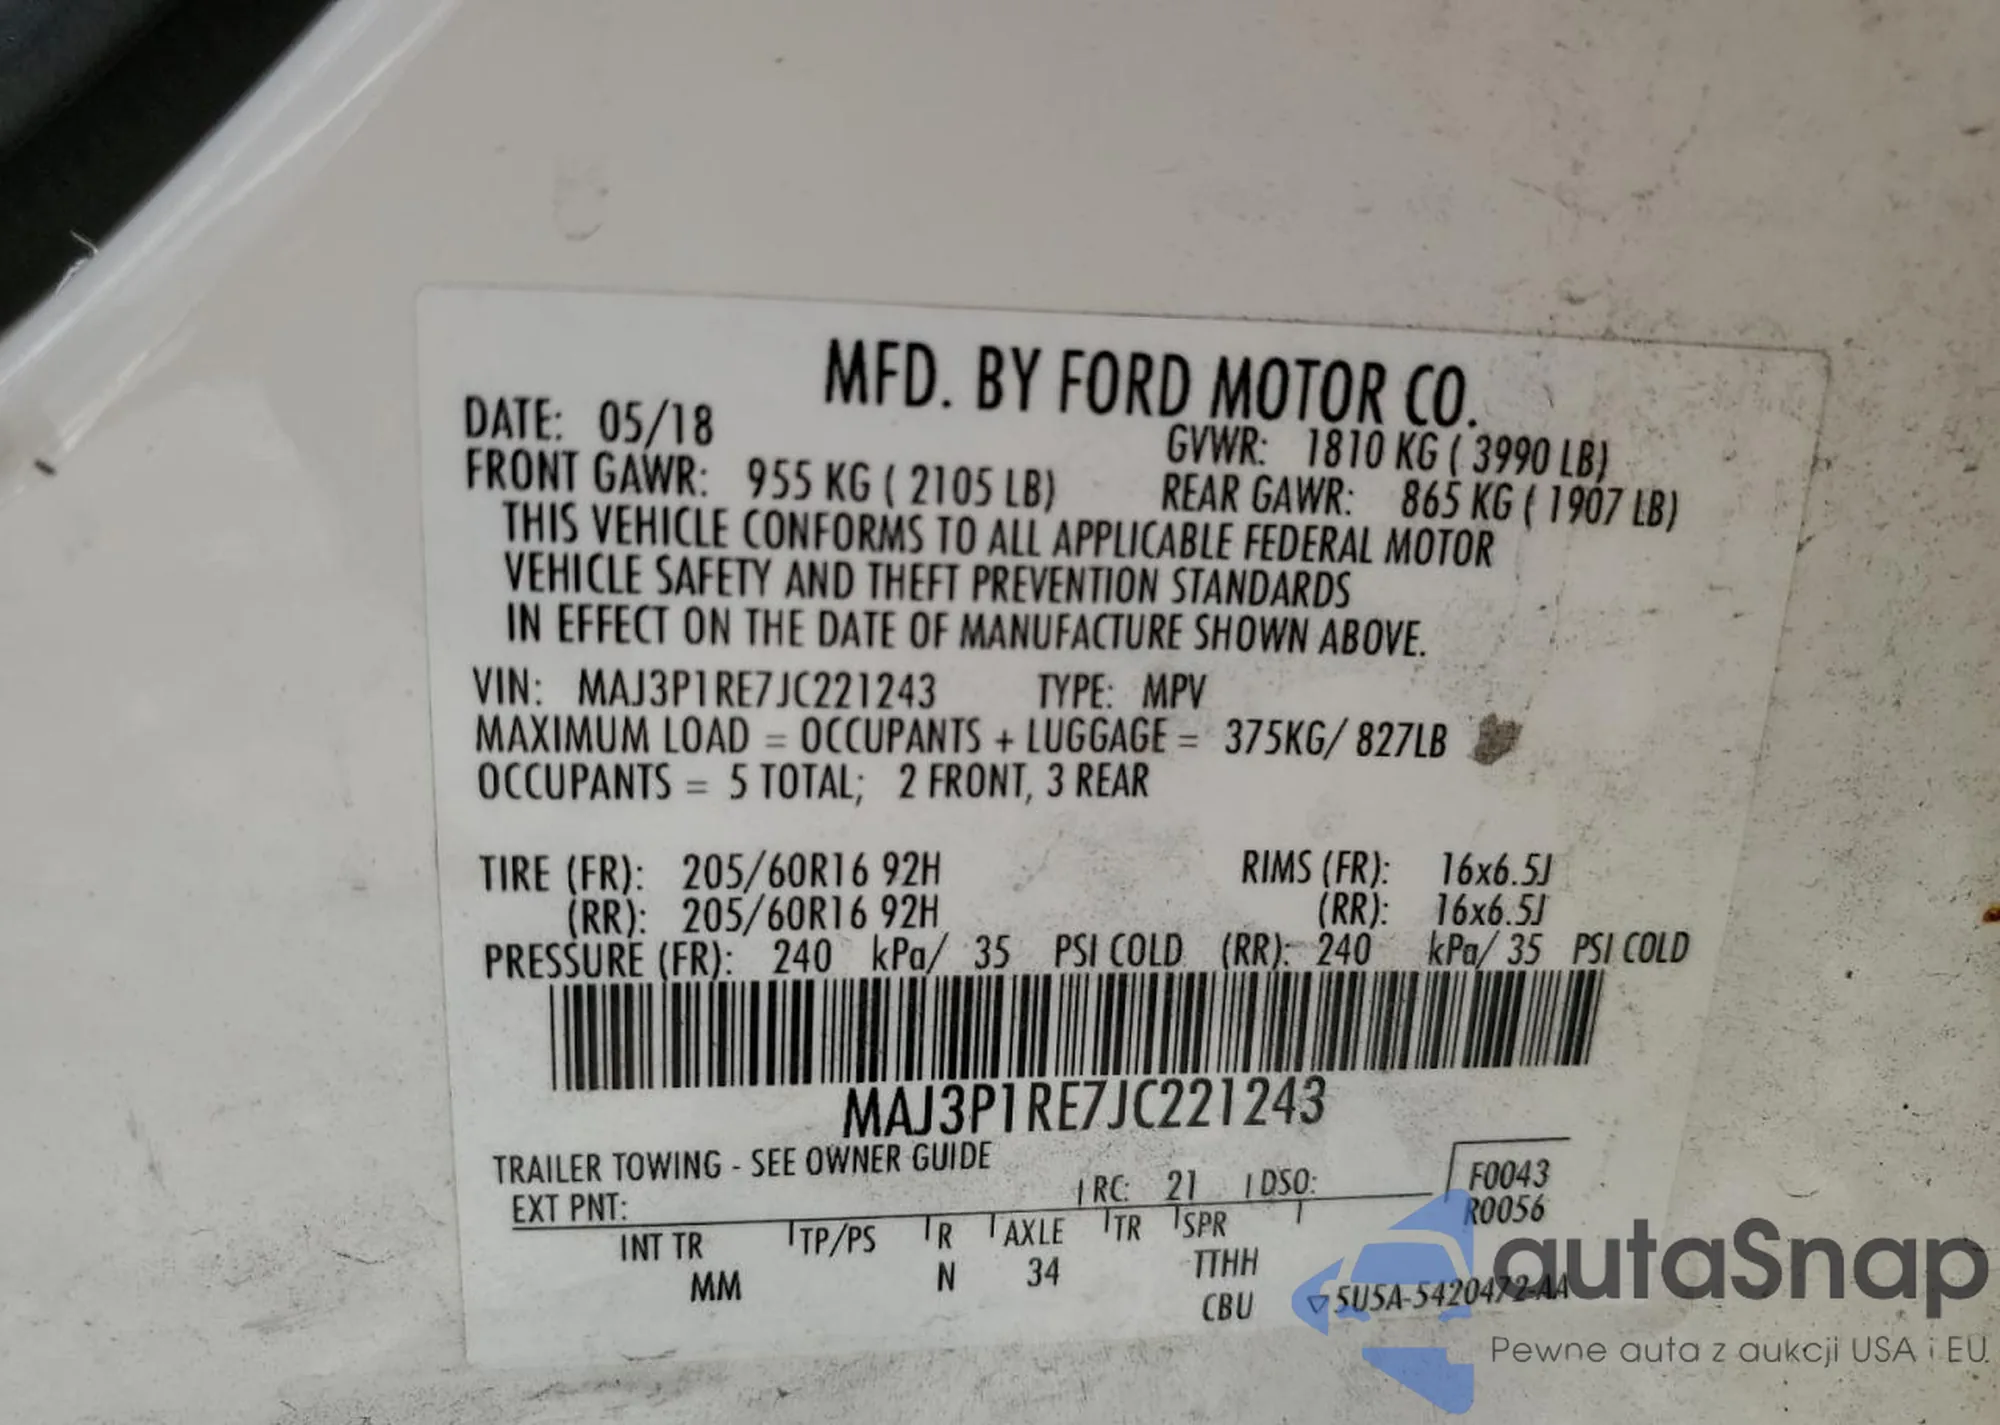 MFD. BY FORD MOTOR CO.
DATE: 05/18
GVWR: 1810 KG ( 3990 LB)
FRONT GAWR: 955 KG ( 2105 LB)
REAR GAWR: 865 KG ( 1907 LB)
THIS VEHICLE CONFORMS TO ALL APPLICABLE FEDERAL MOTOR
VEHICLE SAFETY AND THEFT PREVENTION STANDARDS
IN EFFECT ON THE DATE OF MANUFACTURE SHOWN ABOVE.
VIN: MAJ3P1RE7JC221243 TYPE: MPV
MAXIMUM LOAD = OCCUPANTS + LUGGAGE = 375KG/ 827LB
OCCUPANTS = 5 TOTAL; 2 FRONT, 3 REAR
TIRE (FR): 205/60R16 92H RIMS (FR): 16x6.5J
(RR): 205/60R16 92H (RR): 16x6.5J
PRESSURE (FR): 240 kPa/ 35 PSI COLD (RR): 240 kPa/ 35 PSI COLD
MAJ3P1RE7JC221243
TRAILER TOWING - SEE OWNER GUIDE
EXT PNT: RC: 21 DSO: F0043
R0056
INT TR TP/PS R AXLE TR SPR
MM N 34 TTHH
CBU ▽5U5A-5420472-AA
autaSnap
Pewne auta z aukcji USA i EU.